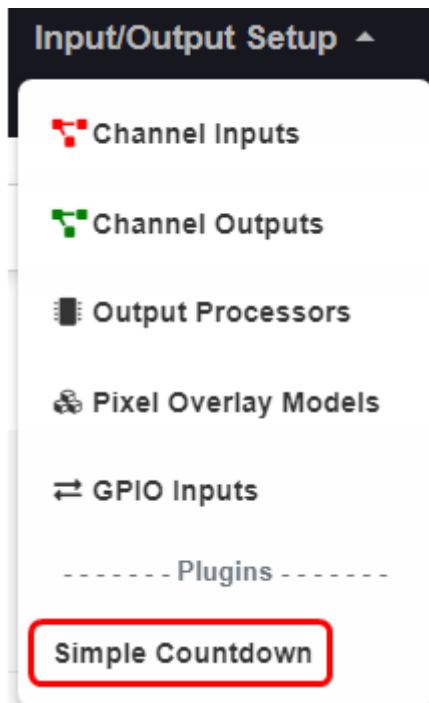 Input/Output Setup
Channel Inputs
Channel Outputs
Output Processors
Pixel Overlay Models
GPIO Inputs
------- Plugins -------
Simple Countdown